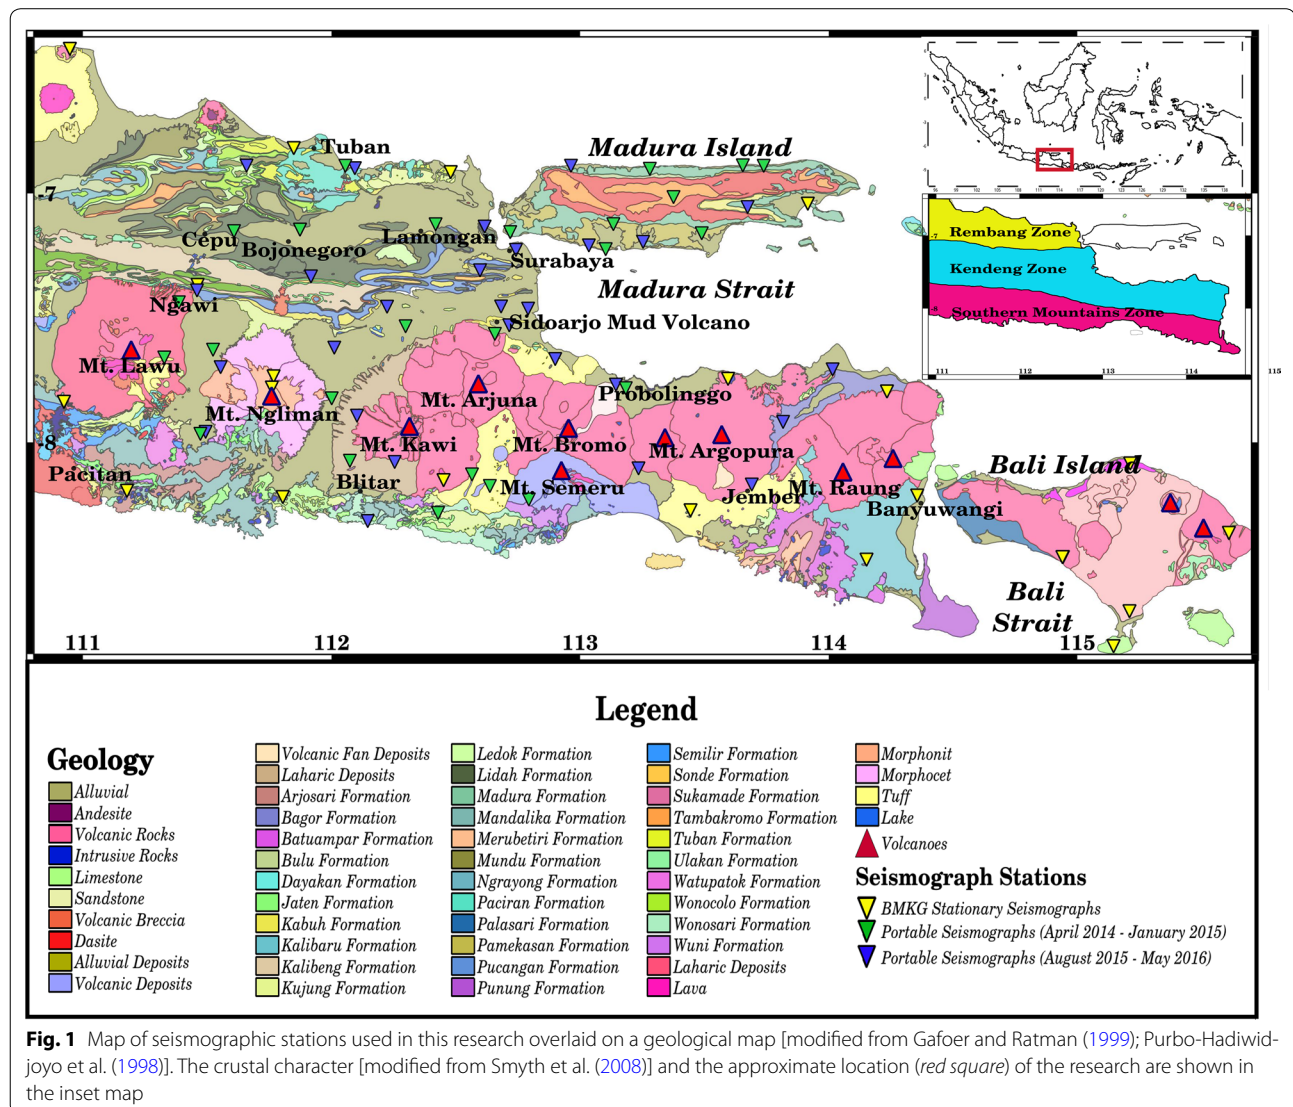 Tuban
Madura Island
-7
Cepu
Bojonegoro
Lamongan
Surabaya
Madura Strait
Ngawi
Sidoarjo Mud Volcano
Mt. Lawu
Mt. Ngliman
Mt. Arjuna
Probolinggo
-8
Mt. Kawi
Mt. Bromo
Mt. Argopura
Pacitan
Blitar
Mt. Semeru
Jember
Mt. Raung
Banyuwangi
Bali Island
Bali
Strait
111
112
113
114
115
Rembang Zone
-7
Kendeng Zone
-8
Southern Mountains Zone
111
112
113
114
115
Legend
Geology
Alluvial
Andesite
Volcanic Rocks
Intrusive Rocks
Limestone
Sandstone
Volcanic Breccia
Dasite
Alluvial Deposits
Volcanic Deposits
Volcanic Fan Deposits
Laharic Deposits
Arjosari Formation
Bagor Formation
Batuampar Formation
Bulu Formation
Dayakan Formation
Jaten Formation
Kabuh Formation
Kalibaru Formation
Kalibeng Formation
Kujung Formation
Ledok Formation
Lidah Formation
Madura Formation
Mandalika Formation
Merubetiri Formation
Mundu Formation
Ngrayong Formation
Paciran Formation
Palasari Formation
Pamekasan Formation
Pucangan Formation
Punung Formation
Semilir Formation
Sonde Formation
Sukamade Formation
Tambakromo Formation
Tuban Formation
Ulakan Formation
Watupatok Formation
Wonocolo Formation
Wonosari Formation
Wuni Formation
Laharic Deposits
Lava
Morphonit
Morphocet
Tuff
Lake
Volcanoes
Seismograph Stations
BMKG Stationary Seismographs
Portable Seismographs (April 2014 - January 2015)
Portable Seismographs (August 2015 - May 2016)
Fig. 1 Map of seismographic stations used in this research overlaid on a geological map [modified from Gafoer and Ratman (1999); Purbo-Hadiwid-
joyo et al. (1998)]. The crustal character [modified from Smyth et al. (2008)] and the approximate location (red square) of the research are shown in
the inset map